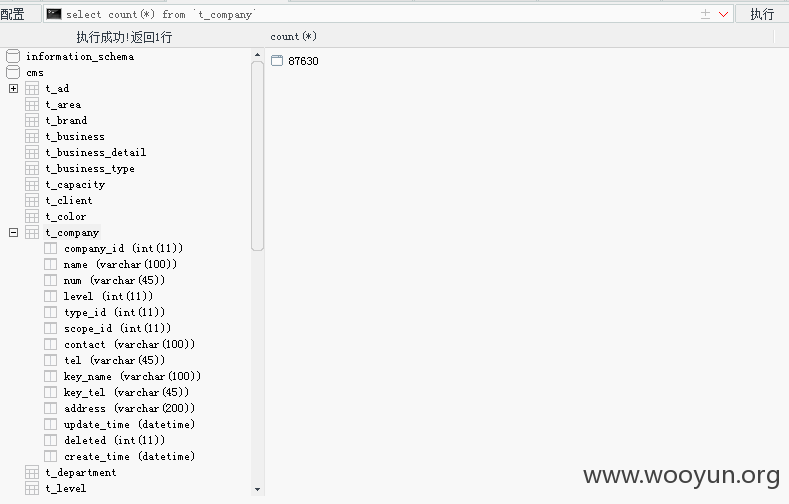 配置
select count(*) from `t_company`
执行
执行成功!返回1行
count(*)
87630
information_schema
cms
t_ad
t_area
t_brand
t_business
t_business_detail
t_business_type
t_capacity
t_client
t_color
t_company
company_id (int(11))
name (varchar(100))
num (varchar(45))
level (int(11))
type_id (int(11))
scope_id (int(11))
contact (varchar(100))
tel (varchar(45))
key_name (varchar(100))
key_tel (varchar(45))
address (varchar(200))
update_time (datetime)
deleted (int(11))
create_time (datetime)
t_department
t_level
www.wooyun.org